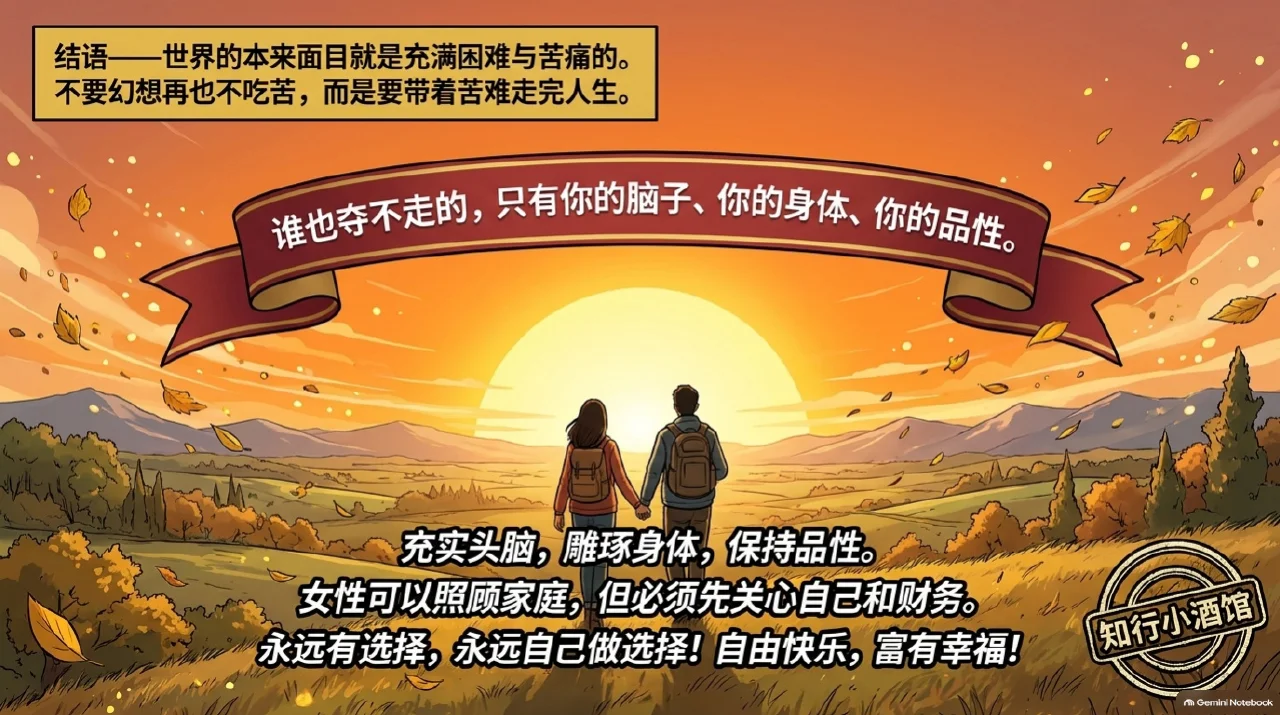 结语——世界的本来面目就是充满困难与苦痛的。
不要幻想再也不吃苦，而是要带着苦难走完人生。
谁也夺不走的，只有你的脑子、你的身体、你的品性。
充实头脑，雕琢身体，保持品性。
女性可以照顾家庭，但必须先关心自己和财务。
永远有选择，永远自己做选择！自由快乐，富有幸福！
知行小酒馆
Gemini Notebook